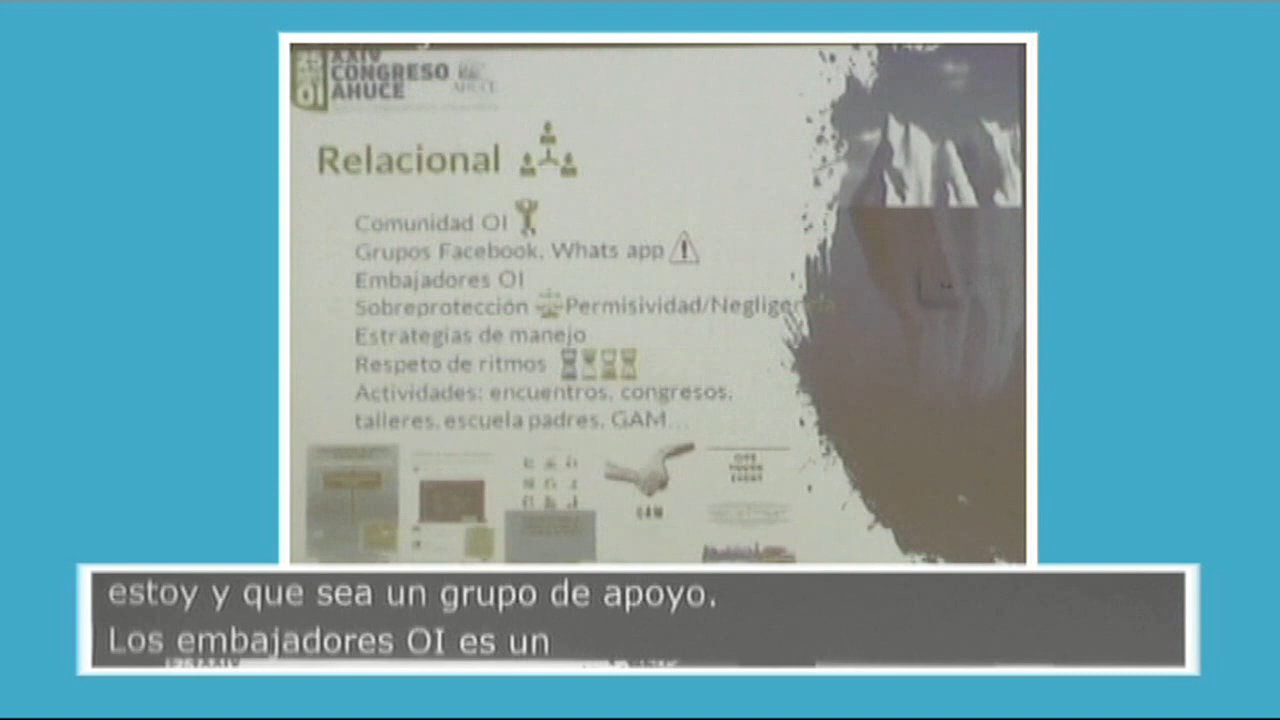 XXIV
CONGRESO
AHUCE
OI
AHUCE
Relacional
Comunidad OI
Grupos Facebook, Whats app
Embajadores OI
Sobreprotección Permisividad/Negligencia
Estrategias de manejo
Respeto de ritmos
Actividades: encuentros, congresos,
talleres, escuela padres, GAM...
GAM
estoy y que sea un grupo de apoyo.
Los embajadores OI es un